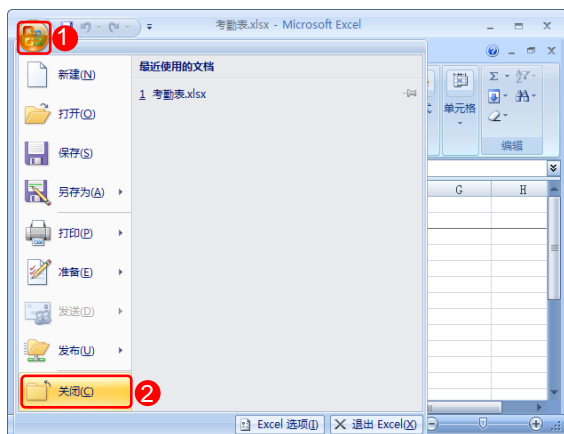 1
考勤表.xlsx - Microsoft Excel
新建(N)
最近使用的文档
1 考勤表.xlsx
打开(O)
单元格
Σ
编辑
保存(S)
另存为(A)
G H
打印(P)
准备(E)
发送(D)
发布(U)
关闭(C)
2
Excel 选项(I) 退出 Excel(X)